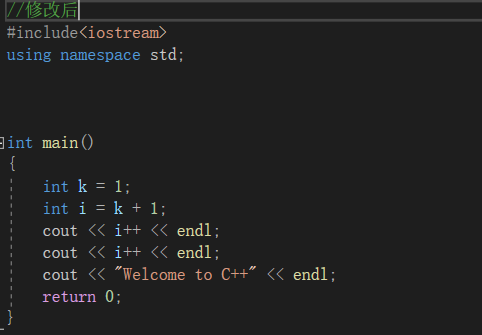 //修改后
#include<iostream>
using namespace std;
int main()
{
int k = 1;
int i = k + 1;
cout << i++ << endl;
cout << i++ << endl;
cout << "Welcome to C++" << endl;
return 0;
}